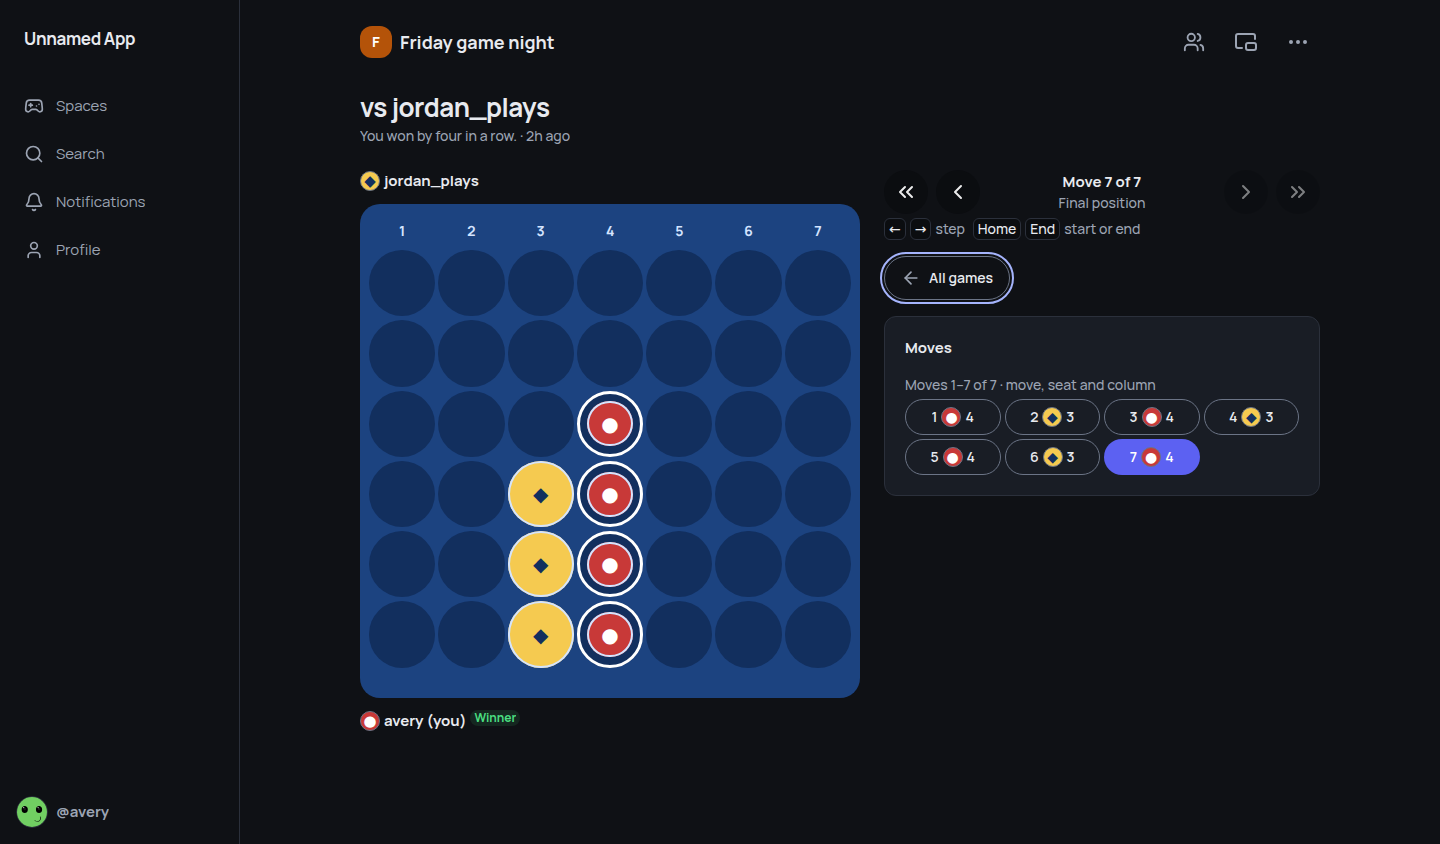 Unnamed App
Spaces
Search
Notifications
Profile
@avery
F Friday game night
vs jordan_plays
You won by four in a row. · 2h ago
jordan_plays
1 2 3 4 5 6 7
avery (you) Winner
Move 7 of 7
Final position
← → step Home End start or end
← All games
Moves
Moves 1–7 of 7 · move, seat and column
1 4 2 3 3 4 4 3
5 4 6 3 7 4